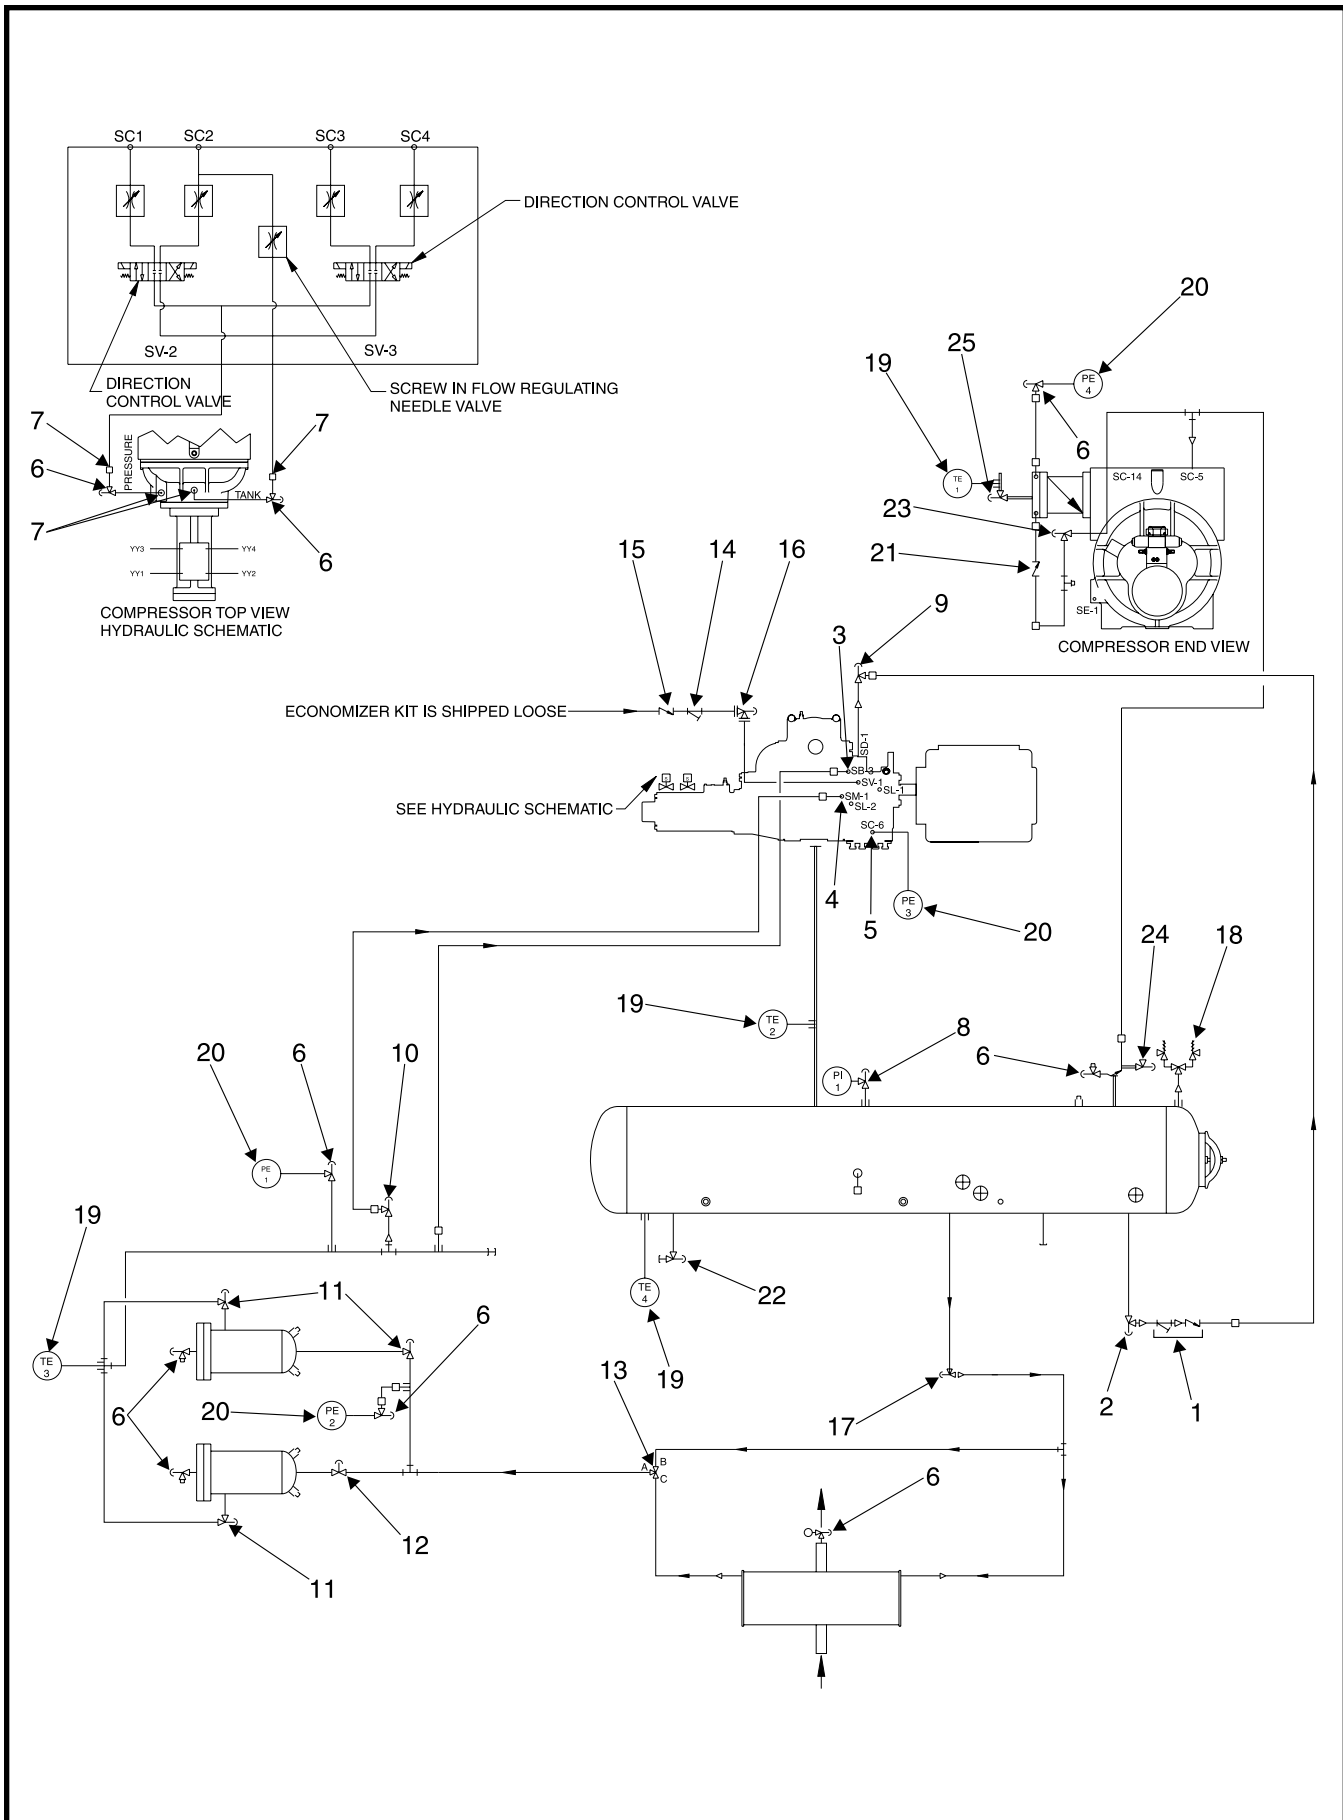 SC1 SC2 SC3 SC4
DIRECTION CONTROL VALVE
SV-2 SV-3
DIRECTION
CONTROL VALVE
SCREW IN FLOW REGULATING
NEEDLE VALVE
7
6
7
PRESSURE
TANK
7
6
YY3 YY4
YY1 YY2
COMPRESSOR TOP VIEW
HYDRAULIC SCHEMATIC
20
25
19
PE
4
6
TE
1
23
21
SC-14 SC-5
SE-1
COMPRESSOR END VIEW
15 14 16
3
9
ECONOMIZER KIT IS SHIPPED LOOSE
SD-1
SB-3
SV-1
SL-1
SM-1
SL-2
SC-6
SEE HYDRAULIC SCHEMATIC
4
5
PE
3
20
24 18
19
TE
2
8
6
PI
1
20 6 10
PE
1
19
TE
3
11
6
6
20
PE
2
12
11
TE
4
19
22
13
A B
C
17
2 1
6